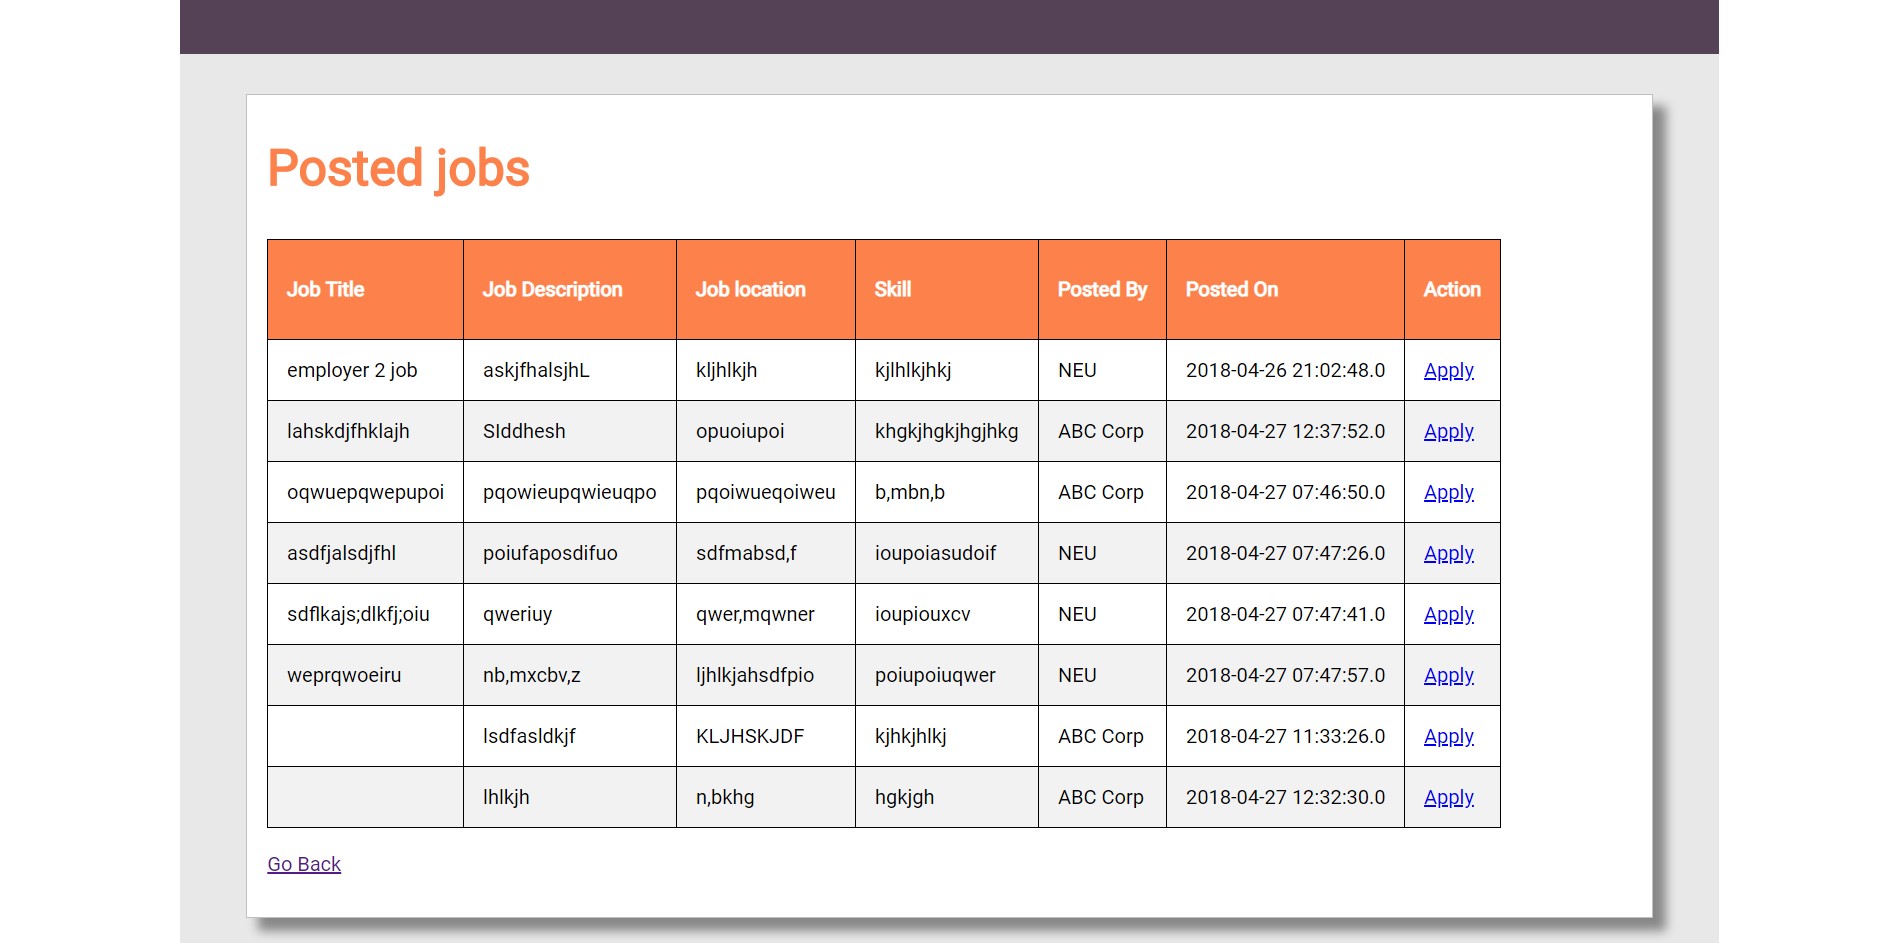 Posted jobs
Job Title Job Description Job location Skill Posted By Posted On Action
employer 2 job askjfhalsjhL kljhlkjh kjlhlkjhkj NEU 2018-04-26 21:02:48.0 Apply
lahskdjfhklajh SIddhesh opuoiupoi khgkjhgkjhgjhkg ABC Corp 2018-04-27 12:37:52.0 Apply
oqwuepqwepupoi pqowieupqwieuqpo pqoiwueqoiweu b,mbn,b ABC Corp 2018-04-27 07:46:50.0 Apply
asdfjalsdjfhl poiufaposdifuo sdfmabsd,f ioupoiasudoif NEU 2018-04-27 07:47:26.0 Apply
sdflkajs;dlkfj;oiu qweriuy qwer,mqwner ioupiouxcv NEU 2018-04-27 07:47:41.0 Apply
weprqwoeiru nb,mxcbv,z ljhlkjahsdfpio poiupoiuqwer NEU 2018-04-27 07:47:57.0 Apply
lsdfasldkjf KLJHSKJDF kjhkjhlkj ABC Corp 2018-04-27 11:33:26.0 Apply
lhlkjh n,bkhg hgkjgh ABC Corp 2018-04-27 12:32:30.0 Apply
Go Back